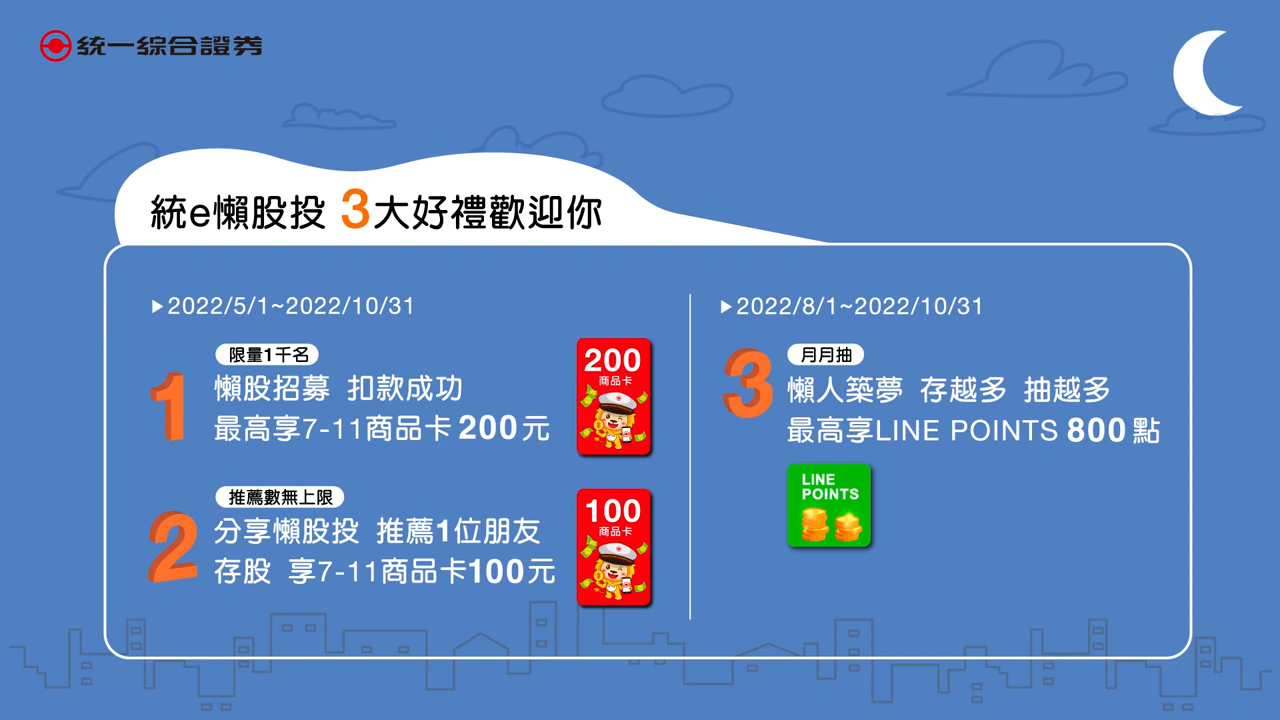 統一綜合證券
統e懶股投 3大好禮歡迎你
▶2022/5/1~2022/10/31
1
限量1千名
懶股招募 扣款成功
最高享7-11商品卡200元
200
商品卡
2
推薦數無上限
分享懶股投 推薦1位朋友
存股 享7-11商品卡100元
100
商品卡
▶2022/8/1~2022/10/31
3
月月抽
懶人築夢 存越多 抽越多
最高享LINE POINTS 800點
LINE
POINTS